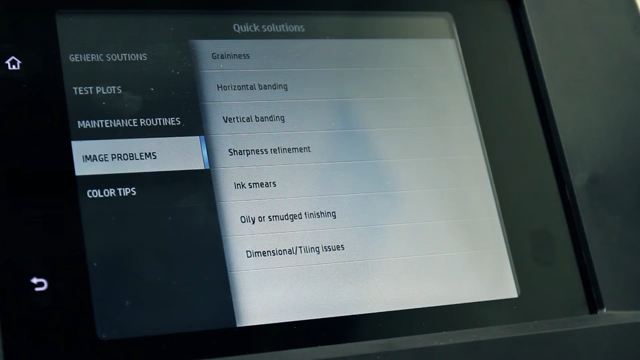 Quick solutions
GENERIC SOUTIONS
TEST PLOTS
MAINTENANCE ROUTINES
IMAGE PROBLEMS
COLOR TIPS
Graininess
Horizontal banding
Vertical banding
Sharpness refinement
Ink smears
Oily or smudged finishing
Dimensional/Tiling issues